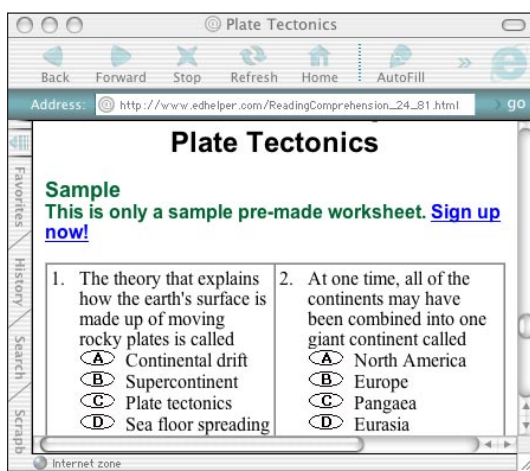 Plate Tectonics
Back Forward Stop Refresh Home AutoFill »
Address: http://www.edhelper.com/ReadingComprehension_24_81.html go
Favorites
History
Search
Scrapb
Plate Tectonics
Sample
This is only a sample pre-made worksheet. Sign up
now!
1. The theory that explains
how the earth's surface is
made up of moving
rocky plates is called
A Continental drift
B Supercontinent
C Plate tectonics
D Sea floor spreading
2. At one time, all of the
continents may have
been combined into one
giant continent called
A North America
B Europe
C Pangaea
D Eurasia
Internet zone